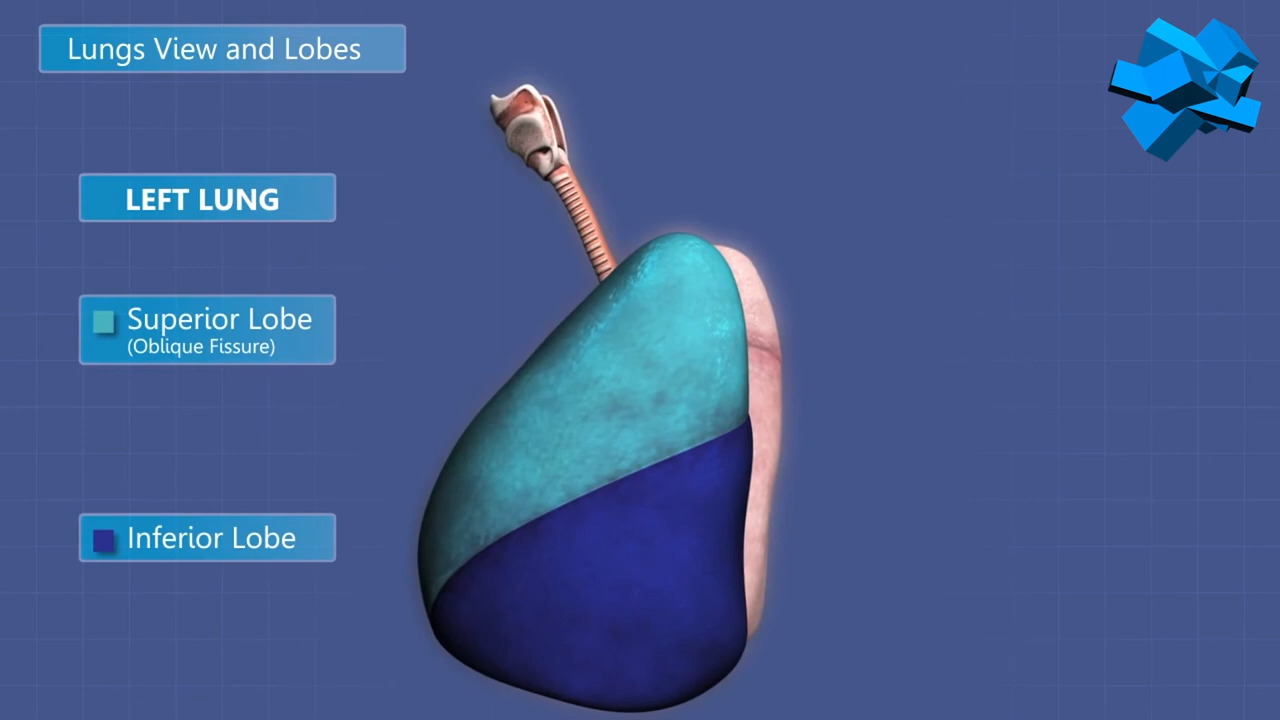 Lungs View and Lobes
LEFT LUNG
Superior Lobe
(Oblique Fissure)
Inferior Lobe